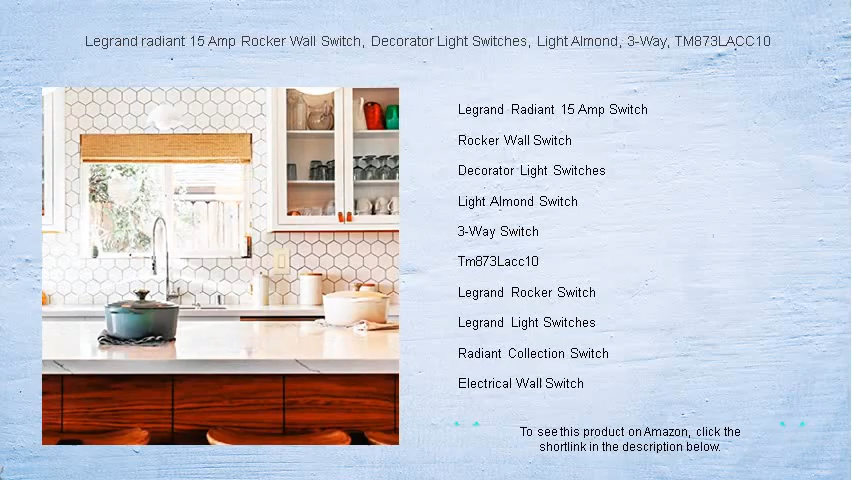 Legrand radiant 15 Amp Rocker Wall Switch, Decorator Light Switches, Light Almond, 3-Way, TM873LACC10
Legrand Radiant 15 Amp Switch
Rocker Wall Switch
Decorator Light Switches
Light Almond Switch
3-Way Switch
Tm873Lacc10
Legrand Rocker Switch
Legrand Light Switches
Radiant Collection Switch
Electrical Wall Switch
To see this product on Amazon, click the
shortlink in the description below.